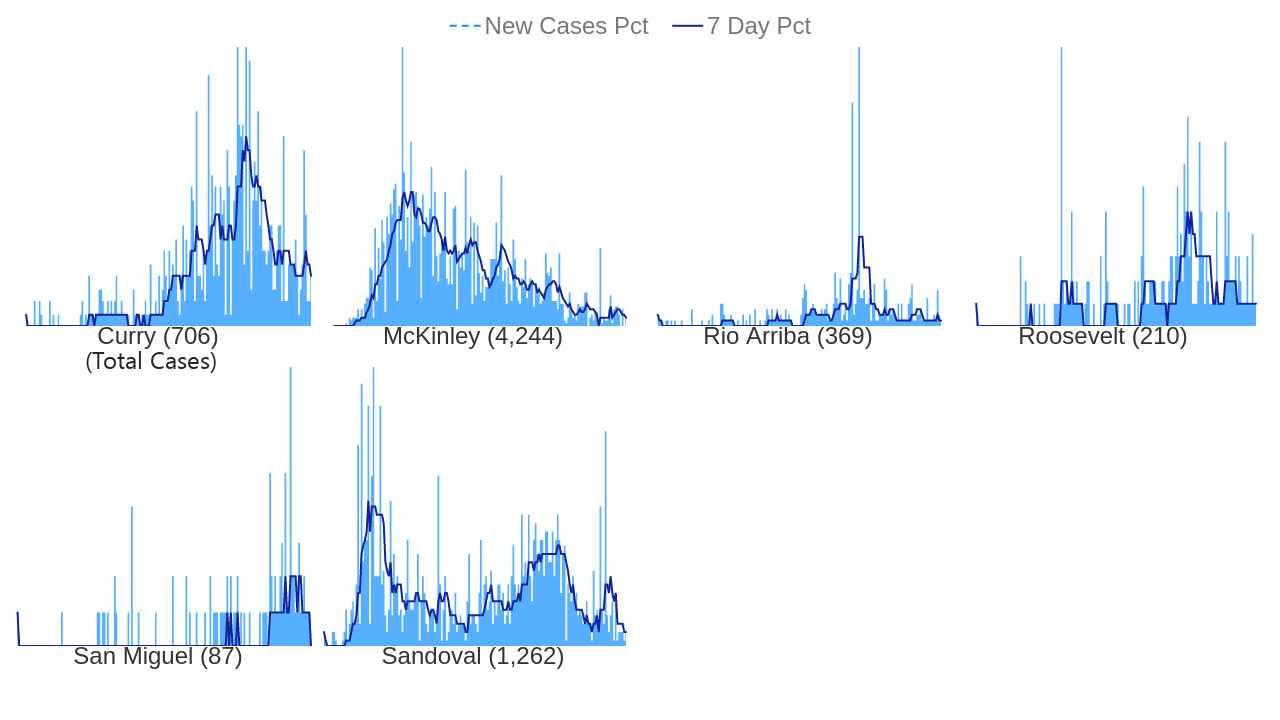 New Cases Pct 7 Day Pct
Curry (706) McKinley (4,244) Rio Arriba (369) Roosevelt (210)
(Total Cases)
San Miguel (87) Sandoval (1,262)